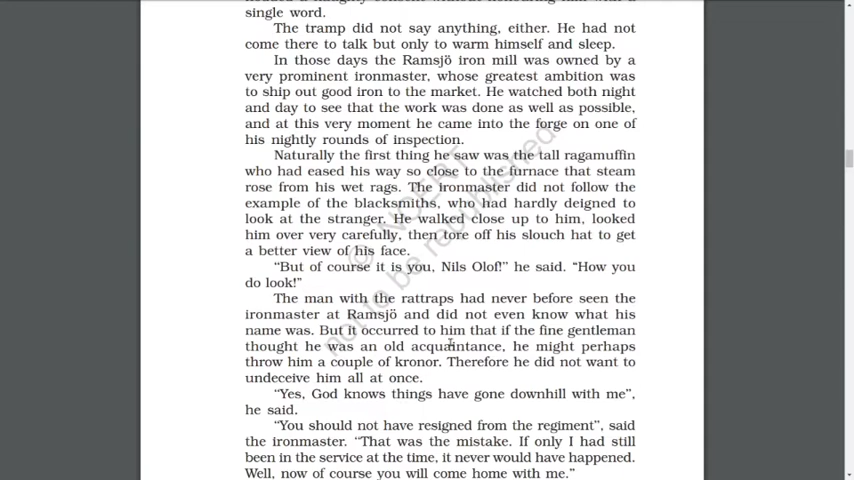 single word.
The tramp did not say anything, either. He had not
come there to talk but only to warm himself and sleep.
In those days the Ramsjö iron mill was owned by a
very prominent ironmaster, whose greatest ambition was
to ship out good iron to the market. He watched both night
and day to see that the work was done as well as possible,
and at this very moment he came into the forge on one of
his nightly rounds of inspection.
Naturally the first thing he saw was the tall ragamuffin
who had eased his way so close to the furnace that steam
rose from his wet rags. The ironmaster did not follow the
example of the blacksmiths, who had hardly deigned to
look at the stranger. He walked close up to him, looked
him over very carefully, then tore off his slouch hat to get
a better view of his face.
“But of course it is you, Nils Olof!” he said. “How you
do look!”
The man with the rattraps had never before seen the
ironmaster at Ramsjö and did not even know what his
name was. But it occurred to him that if the fine gentleman
thought he was an old acquaintance, he might perhaps
throw him a couple of kronor. Therefore he did not want to
undeceive him all at once.
“Yes, God knows things have gone downhill with me”,
he said.
“You should not have resigned from the regiment”, said
the ironmaster. “That was the mistake. If only I had still
been in the service at the time, it never would have happened.
Well, now of course you will come home with me.”
© NCERT
not to be republished